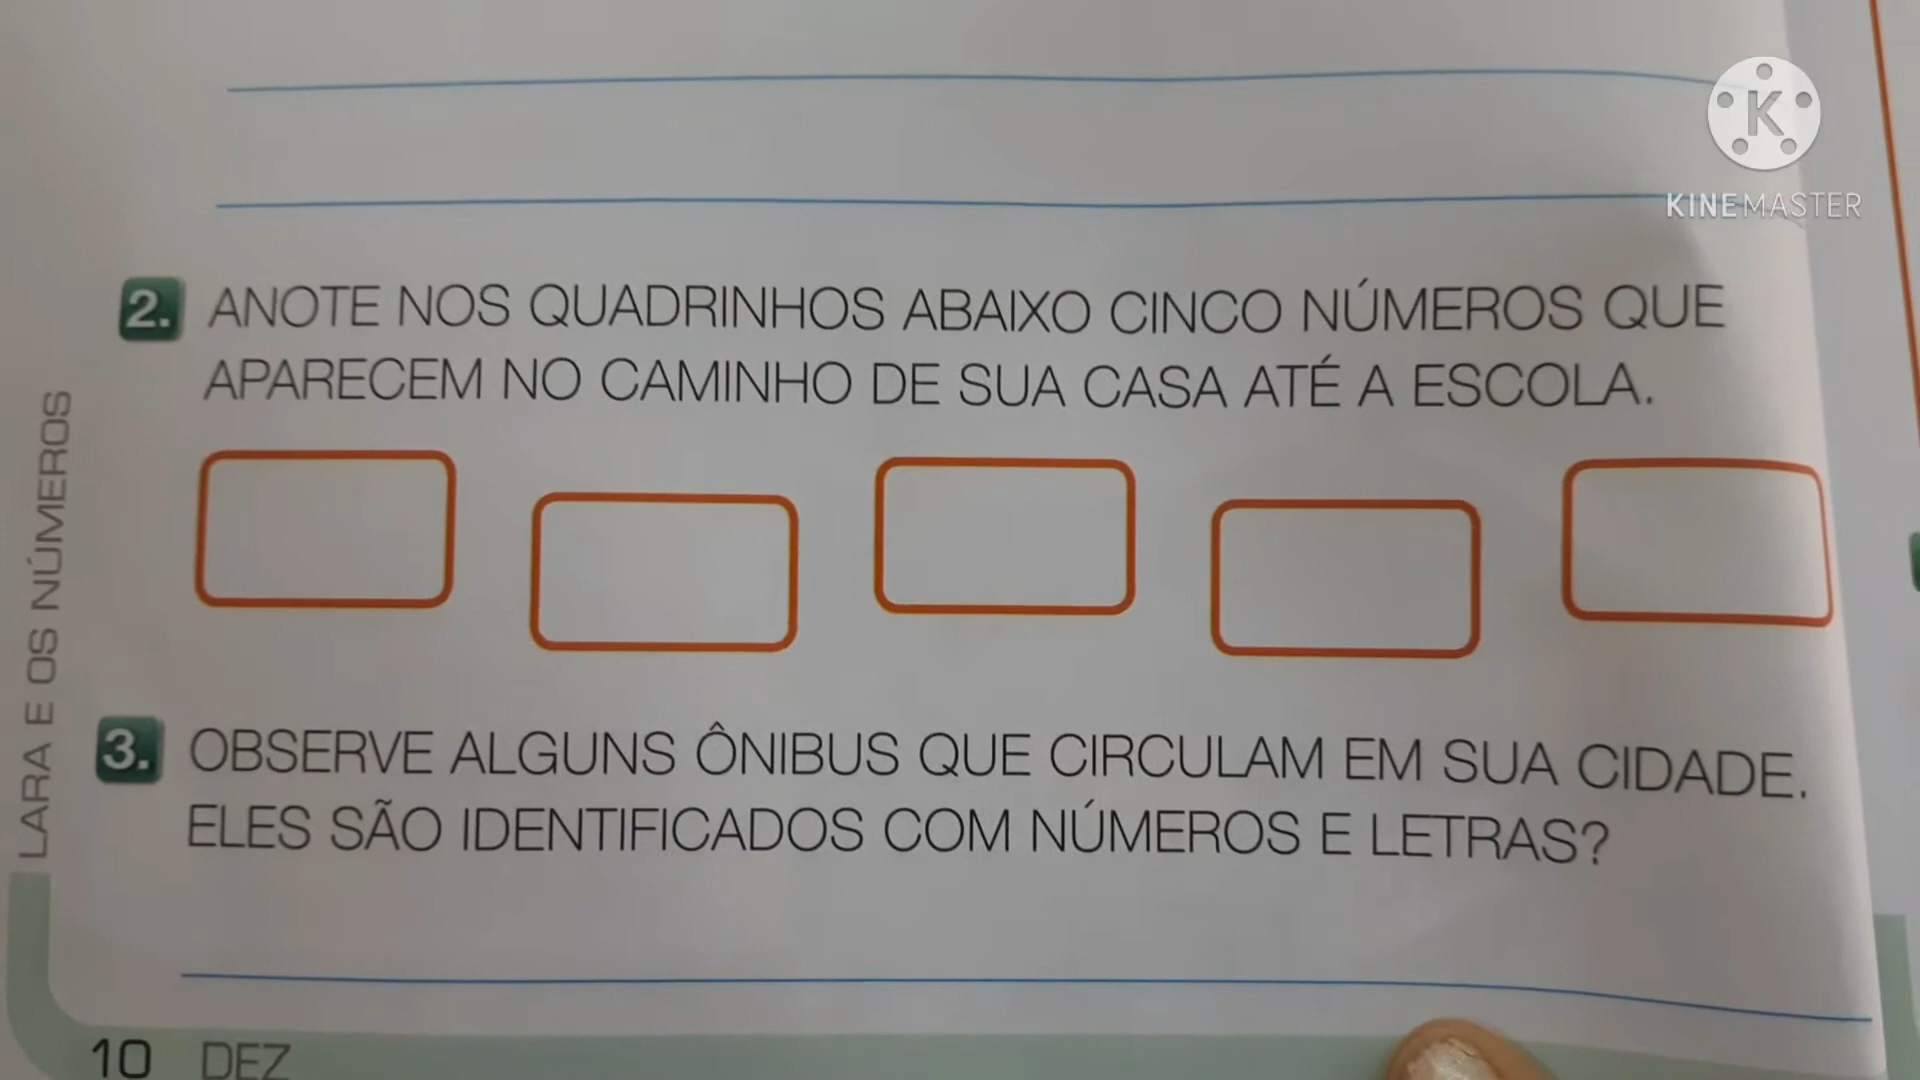 K
KINEMASTER
2. ANOTE NOS QUADRINHOS ABAIXO CINCO NÚMEROS QUE
APARECEM NO CAMINHO DE SUA CASA ATÉ A ESCOLA.
3. OBSERVE ALGUNS ÔNIBUS QUE CIRCULAM EM SUA CIDADE.
ELES SÃO IDENTIFICADOS COM NÚMEROS E LETRAS?
LARA E OS NÚMEROS
10 DEZ